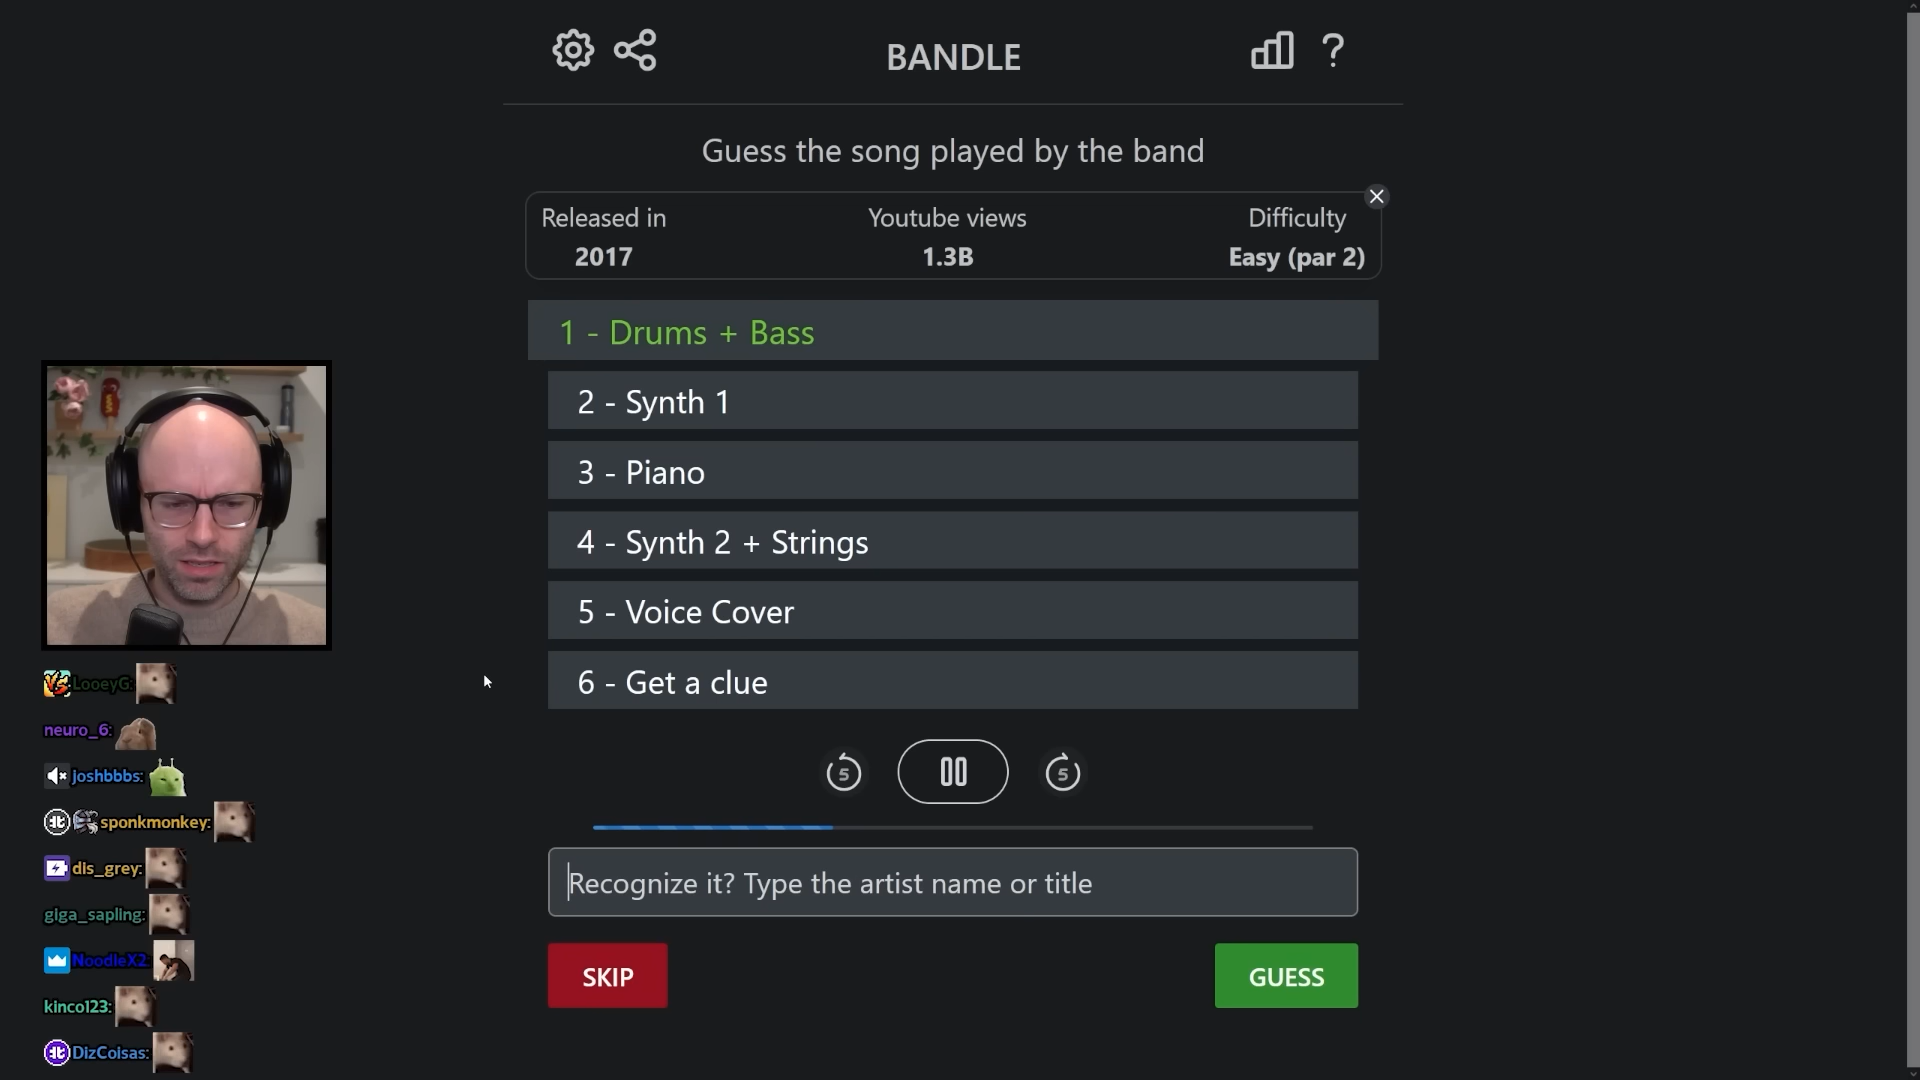 BANDLE
?
Guess the song played by the band
Released in
2017
Youtube views
1.3B
Difficulty
Easy (par 2)
1 - Drums + Bass
2 - Synth 1
3 - Piano
4 - Synth 2 + Strings
5 - Voice Cover
6 - Get a clue
5
5
Recognize it? Type the artist name or title
SKIP
GUESS
LooeyG:
neuro_6:
joshbbbs:
sponkmonkey:
dls_grey:
giga_sapling:
NoodleX2:
kinco123:
DizCoisas: